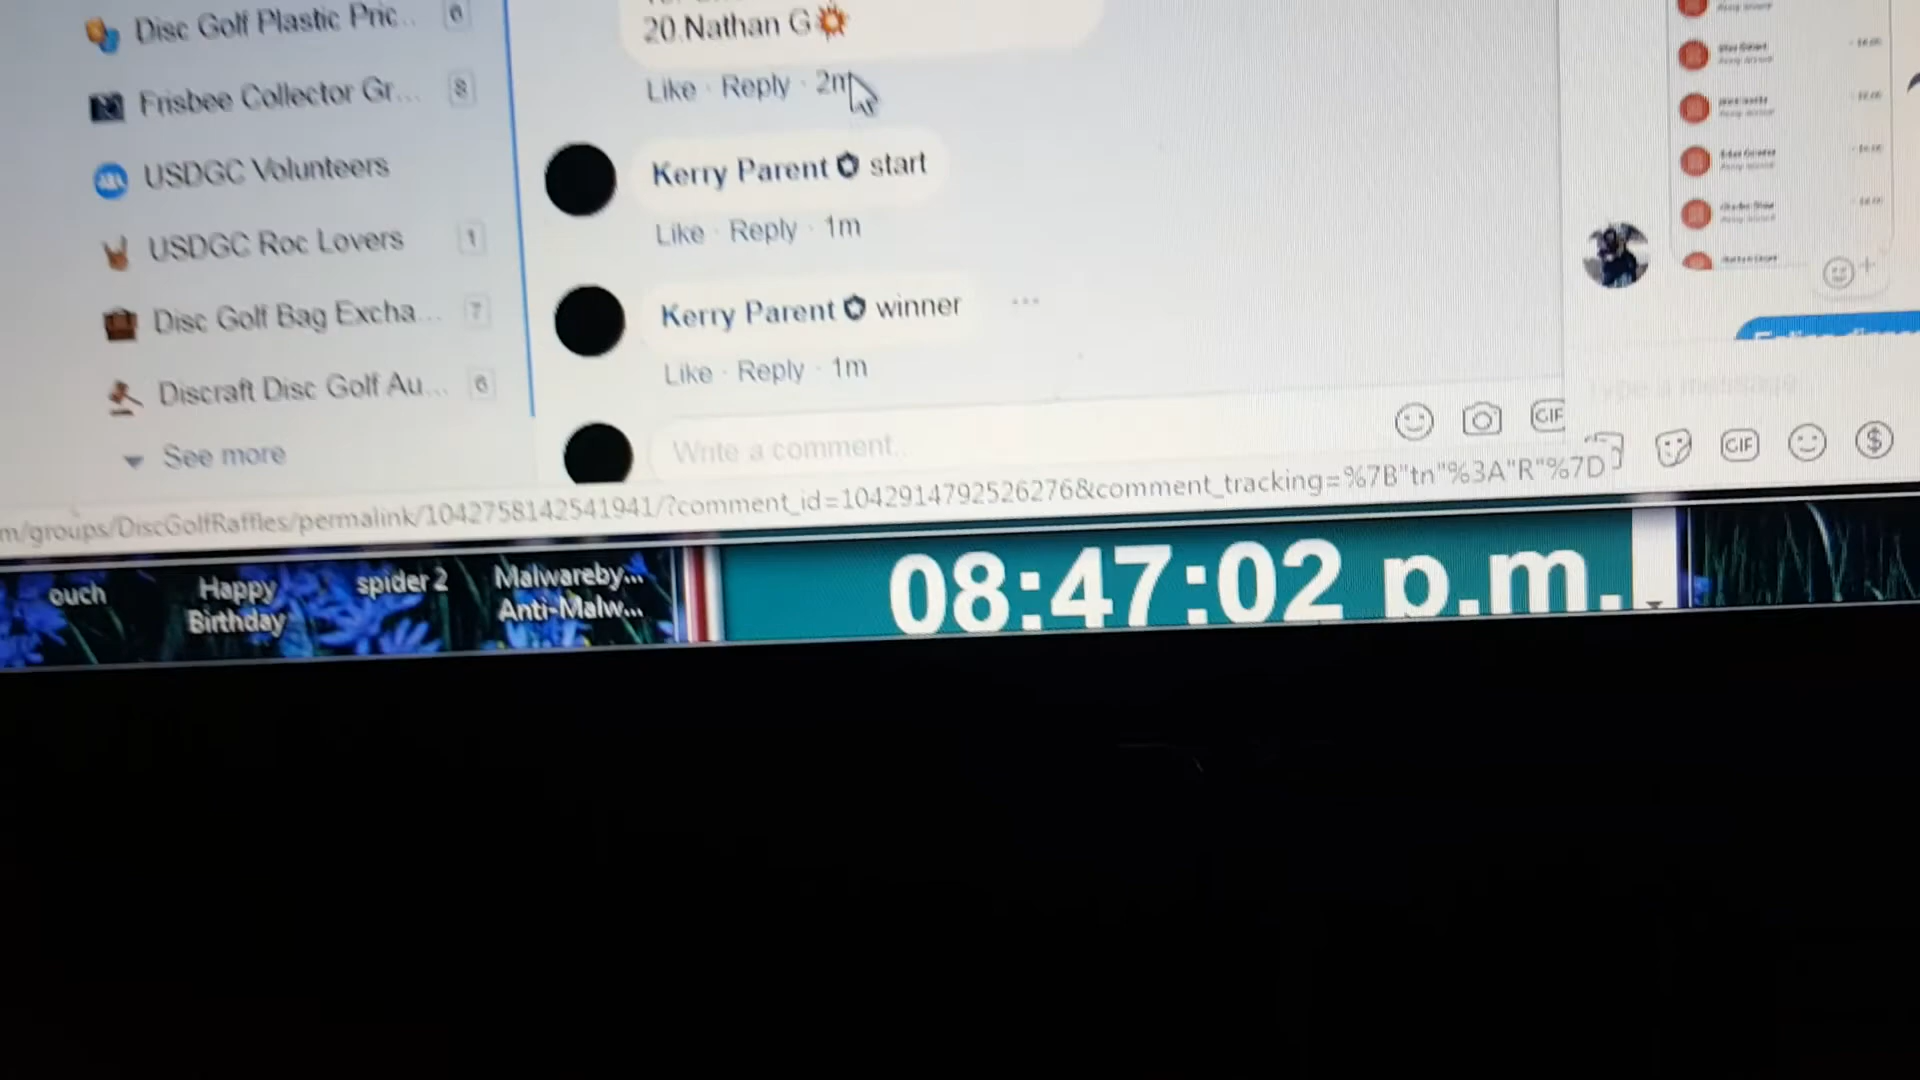 Disc Golf Plastic Pric... 6
Frisbee Collector Gr... 8
USDGC Volunteers
USDGC Roc Lovers 1
Disc Golf Bag Excha... 7
Discraft Disc Golf Au... 6
See more
20.Nathan G
Like · Reply · 2m
Kerry Parent start
Like · Reply · 1m
Kerry Parent winner ...
Like · Reply · 1m
Write a comment..
GIF
GIF
m/groups/DiscGolfRaffles/permalink/1042758142541941/?comment_id=1042914792526276&comment_tracking=%7B"tn"%3A"R"%7D
ouch
Happy
Birthday
spider 2
Malwareby...
Anti-Malw...
08:47:02 p.m.